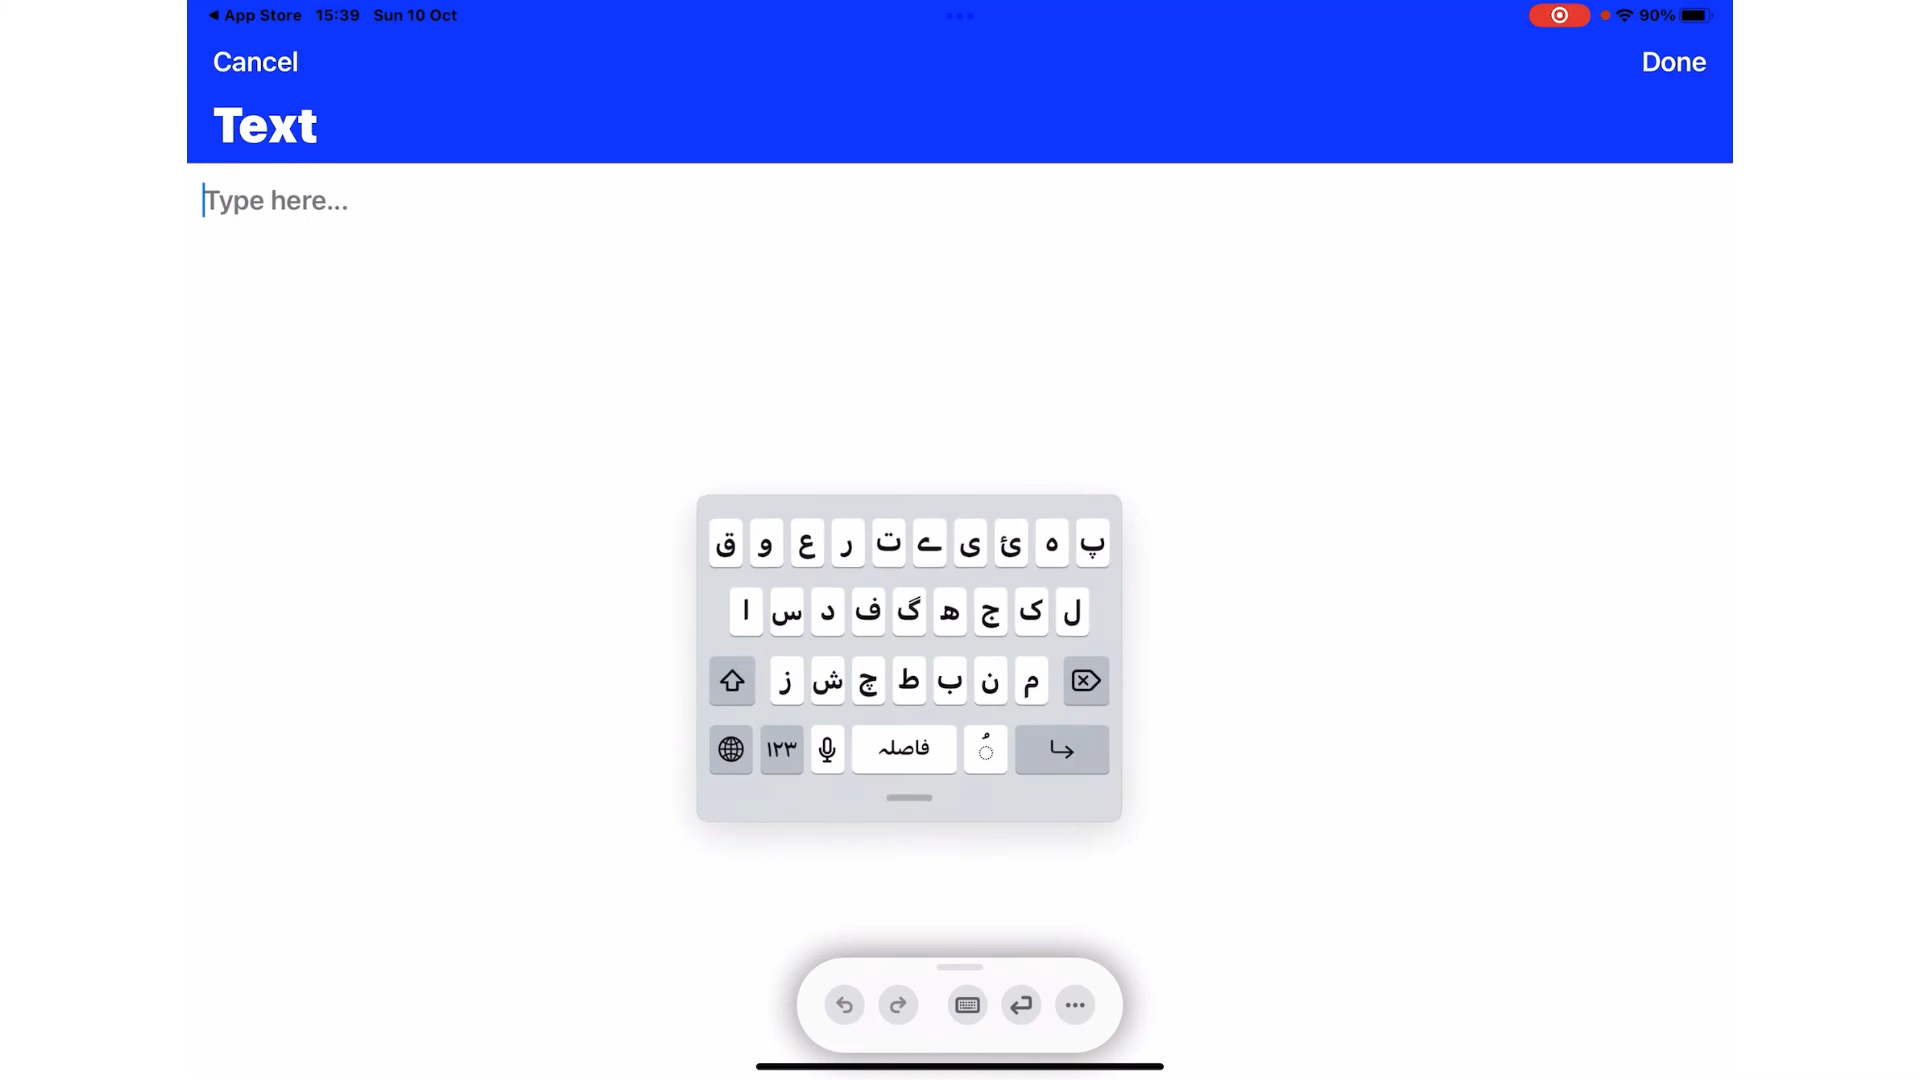 App Store 15:39 Sun 10 Oct 90%
Cancel Done
Text
Type here...
ق و ع ر ت ے ی ئ ہ پ
ا س د ف گ ھ ج ک ل
ز ش چ ط ب ن م
۱۲۳ فاصلہ ُ